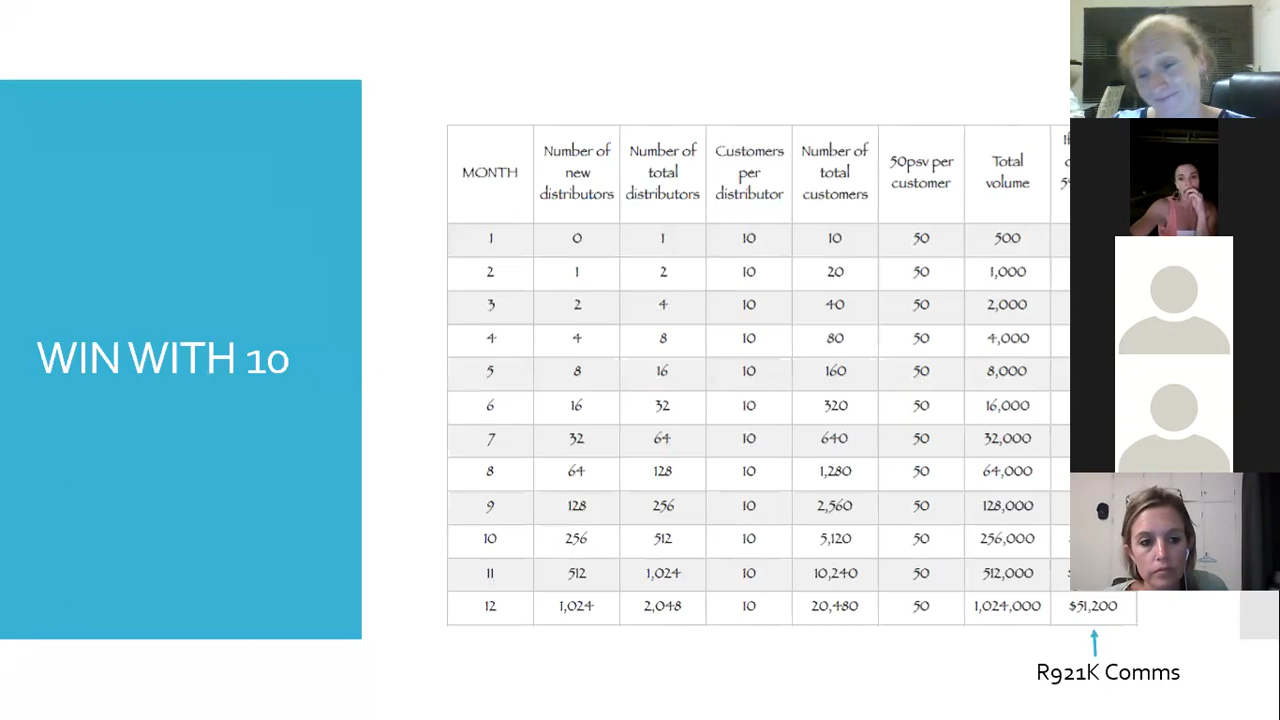 WIN WITH 10
MONTH
Number of
new
distributors
Number of
total
distributors
Customers
per
distributor
Number of
total
customers
50psv per
customer
Total
volume
1 0 1 10 10 50 500
2 1 2 10 20 50 1,000
3 2 4 10 40 50 2,000
4 4 8 10 80 50 4,000
5 8 16 10 160 50 8,000
6 16 32 10 320 50 16,000
7 32 64 10 640 50 32,000
8 64 128 10 1,280 50 64,000
9 128 256 10 2,560 50 128,000
10 256 512 10 5,120 50 256,000
11 512 1,024 10 10,240 50 512,000
12 1,024 2,048 10 20,480 50 1,024,000 $51,200
R921K Comms